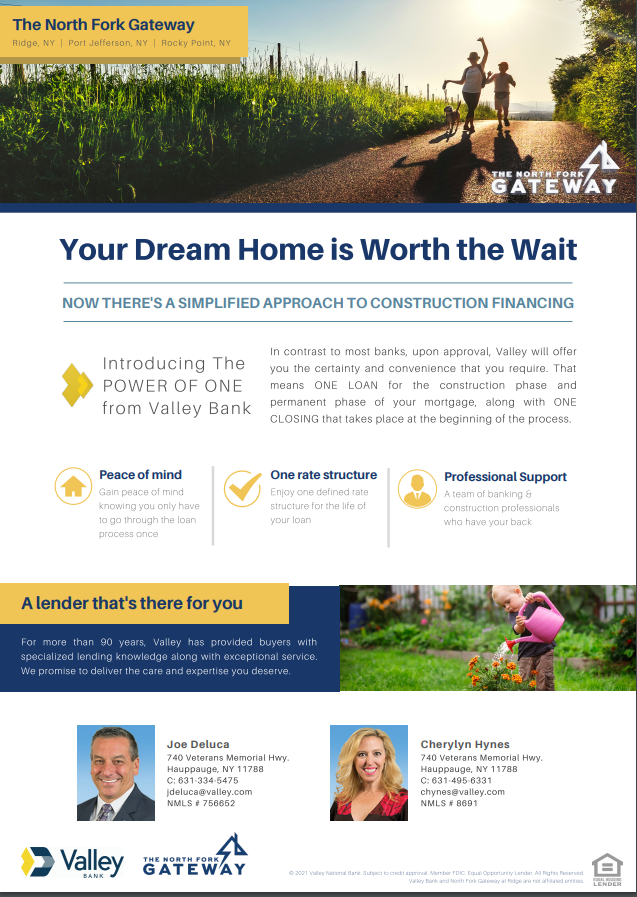 The North Fork Gateway
Ridge, NY | Port Jefferson, NY | Rocky Point, NY
THE NORTH FORK
GATEWAY
Your Dream Home is Worth the Wait
NOW THERE'S A SIMPLIFIED APPROACH TO CONSTRUCTION FINANCING
Introducing The
POWER OF ONE
from Valley Bank
In contrast to most banks, upon approval, Valley will offer
you the certainty and convenience that you require. That
means ONE LOAN for the construction phase and
permanent phase of your mortgage, along with ONE
CLOSING that takes place at the beginning of the process.
Peace of mind
Gain peace of mind
knowing you only have
to go through the loan
process once
One rate structure
Enjoy one defined rate
structure for the life of
your loan
Professional Support
A team of banking &
construction professionals
who have your back
A lender that's there for you
For more than 90 years, Valley has provided buyers with
specialized lending knowledge along with exceptional service.
We promise to deliver the care and expertise you deserve.
Joe Deluca
740 Veterans Memorial Hwy.
Hauppauge, NY 11788
C: 631-334-5475
jdeluca@valley.com
NMLS # 756652
Cherylyn Hynes
740 Veterans Memorial Hwy.
Hauppauge, NY 11788
C: 631-495-6331
chynes@valley.com
NMLS # 8691
Valley
BANK
THE NORTH FORK
GATEWAY
© 2021 Valley National Bank. Subject to credit approval. Member FDIC. Equal Opportunity Lender. All Rights Reserved.
Valley Bank and North Fork Gateway at Ridge are not affiliated entities.
EQUAL HOUSING
LENDER